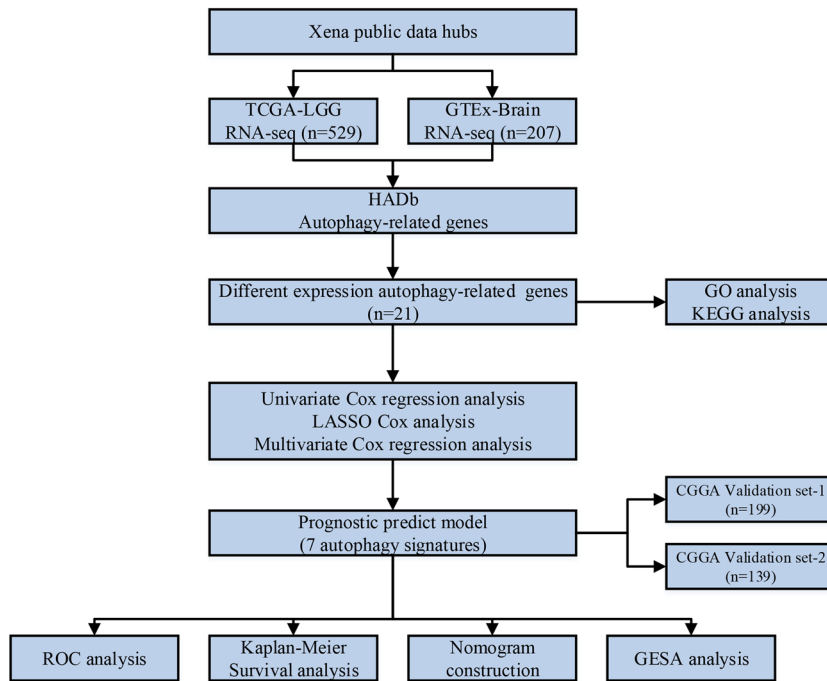 Xena public data hubs
TCGA-LGG
RNA-seq (n=529)
GTEx-Brain
RNA-seq (n=207)
HADb
Autophagy-related genes
Different expression autophagy-related genes
(n=21)
GO analysis
KEGG analysis
Univariate Cox regression analysis
LASSO Cox analysis
Multivariate Cox regression analysis
Prognostic predict model
(7 autophagy signatures)
CGGA Validation set-1
(n=199)
CGGA Validation set-2
(n=139)
ROC analysis
Kaplan-Meier
Survival analysis
Nomogram
construction
GESA analysis